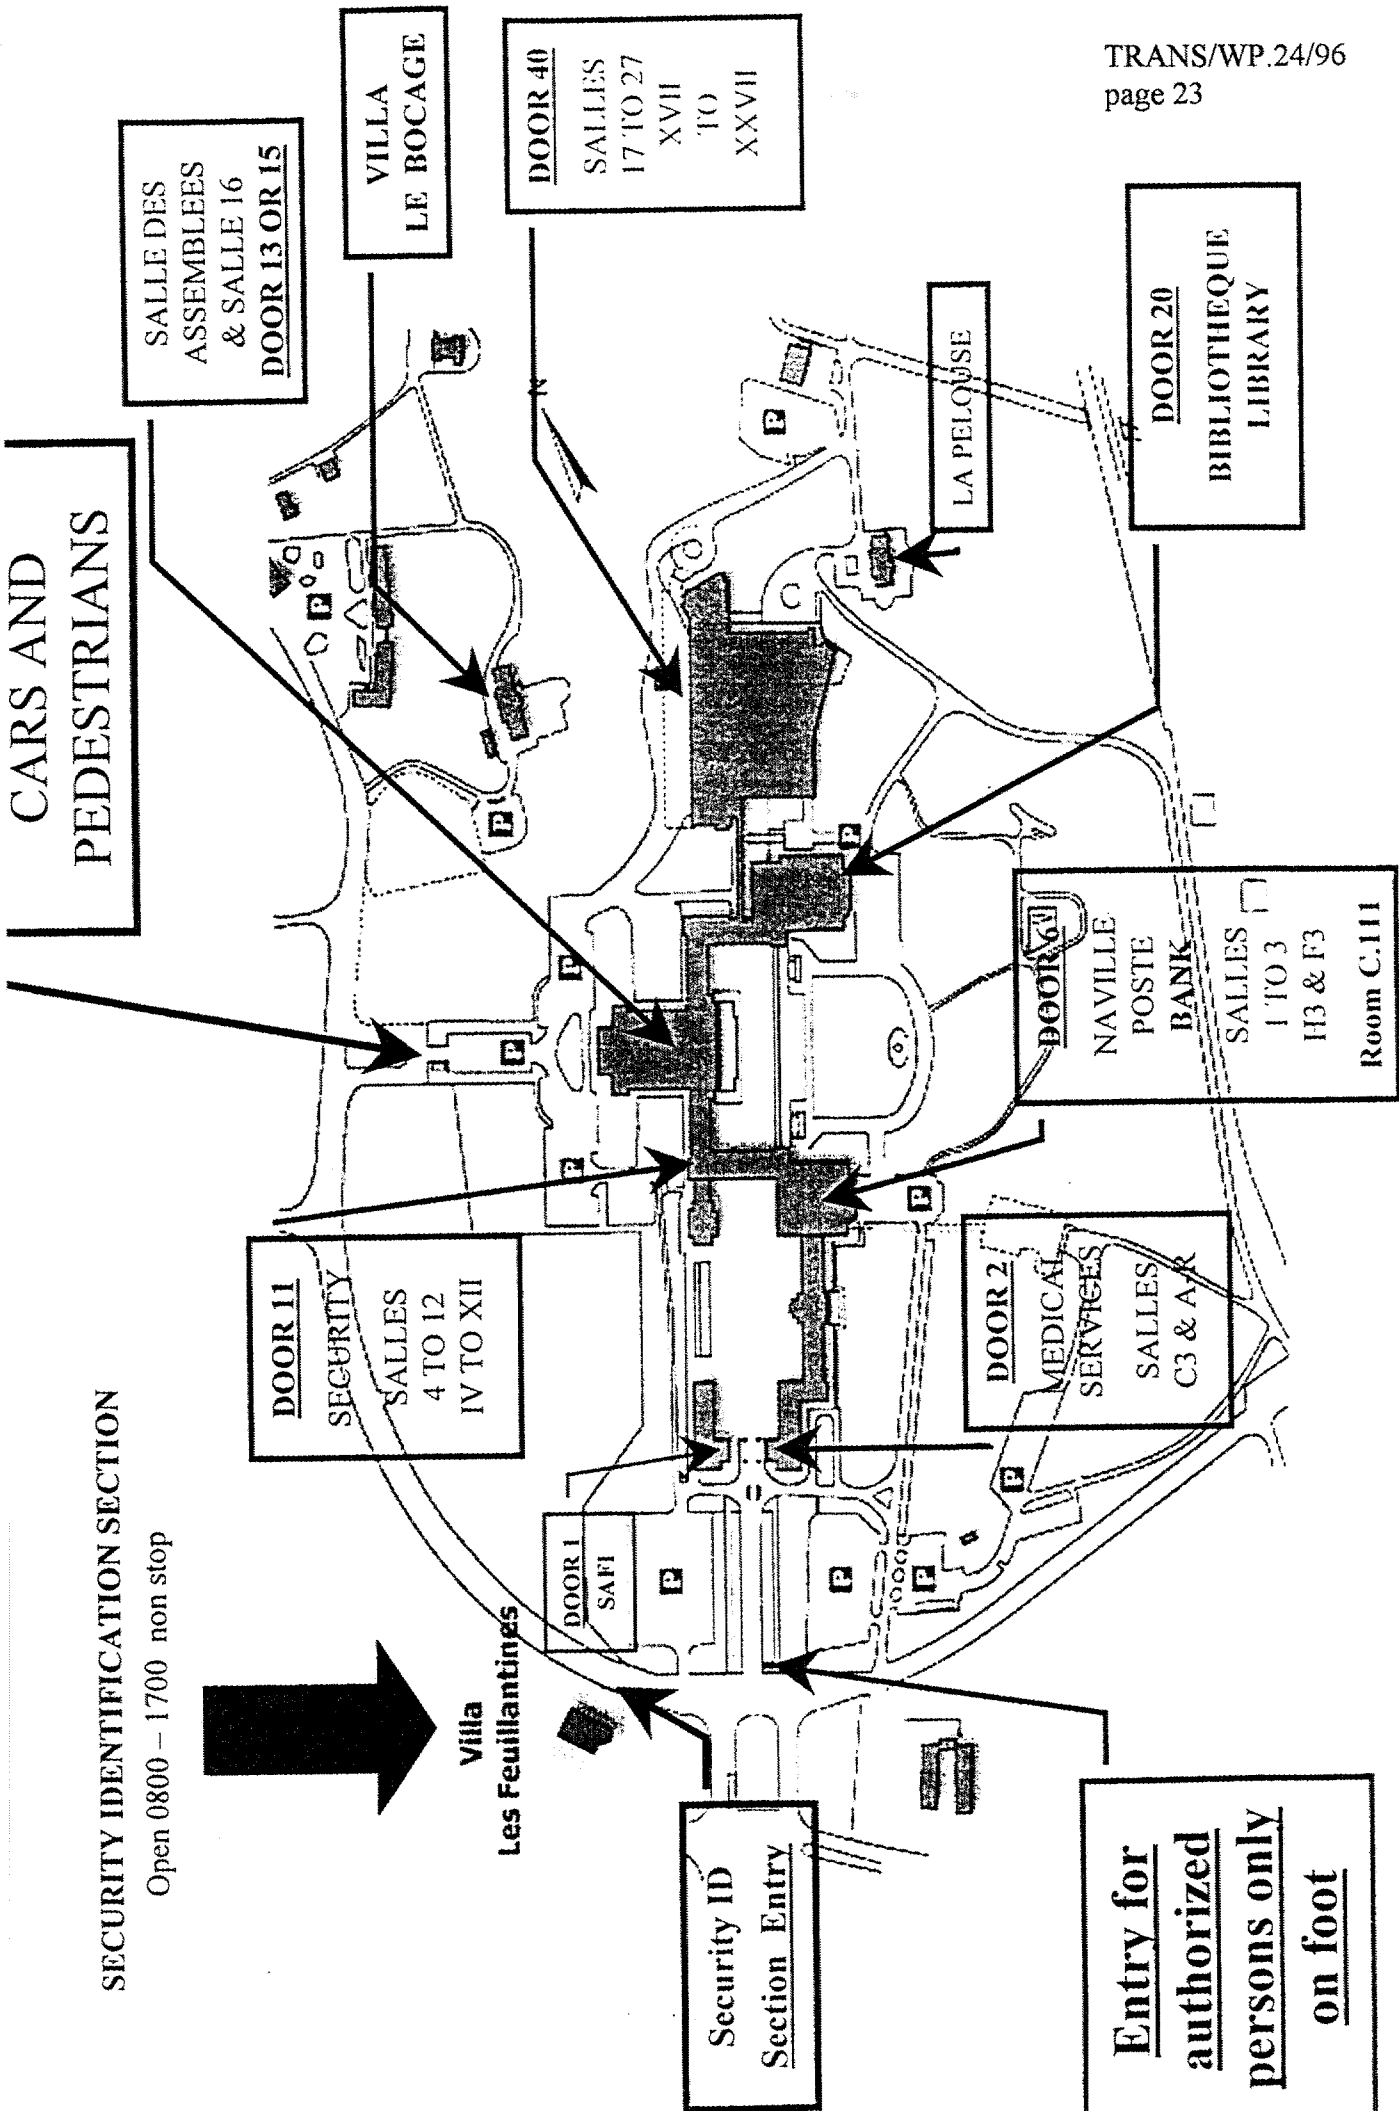 TRANS/WP.24/96
page 23
SECURITY IDENTIFICATION SECTION
Open 0800 – 1700 non stop
Villa
Les Feuillantines
CARS AND
PEDESTRIANS
SALLE DES
ASSEMBLEES
& SALLE 16
DOOR 13 OR 15
VILLA
LE BOCAGE
DOOR 40
SALLES
17 TO 27
XVII
TO
XXVII
N
DOOR 11
SECURITY
SALLES
4 TO 12
IV TO XII
DOOR 1
SAFI
Security ID
Section Entry
Entry for
authorized
persons only
on foot
DOOR 2
MEDICAL
SERVICES
SALLES
C3 & A-R
DOOR 6
NAVILLE
POSTE
BANK
SALLES
1 TO 3
H3 & F3
Room C.111
LA PELOUSE
DOOR 20
BIBLIOTHEQUE
LIBRARY
P
P
P
P
P
P
P
P
P
P
P
P